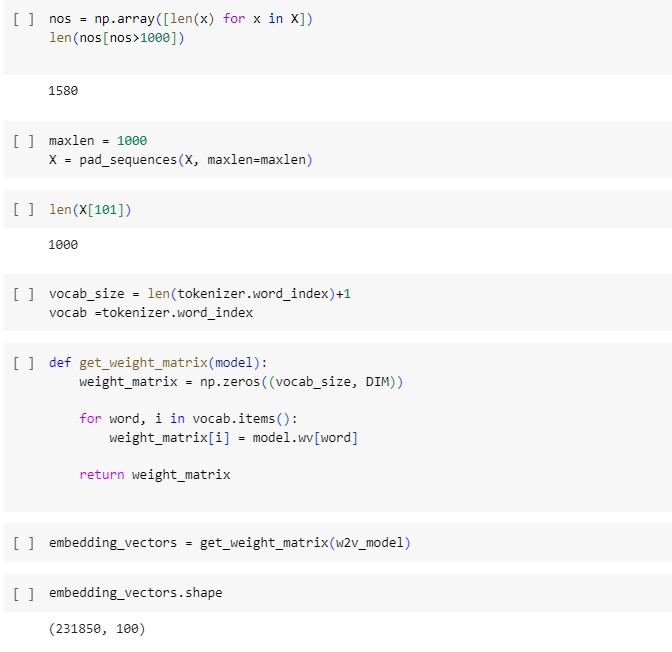 [ ] nos = np.array([len(x) for x in X])
len(nos[nos>1000])
1580
[ ] maxlen = 1000
X = pad_sequences(X, maxlen=maxlen)
[ ] len(X[101])
1000
[ ] vocab_size = len(tokenizer.word_index)+1
vocab =tokenizer.word_index
[ ] def get_weight_matrix(model):
weight_matrix = np.zeros((vocab_size, DIM))
for word, i in vocab.items():
weight_matrix[i] = model.wv[word]
return weight_matrix
[ ] embedding_vectors = get_weight_matrix(w2v_model)
[ ] embedding_vectors.shape
(231850, 100)